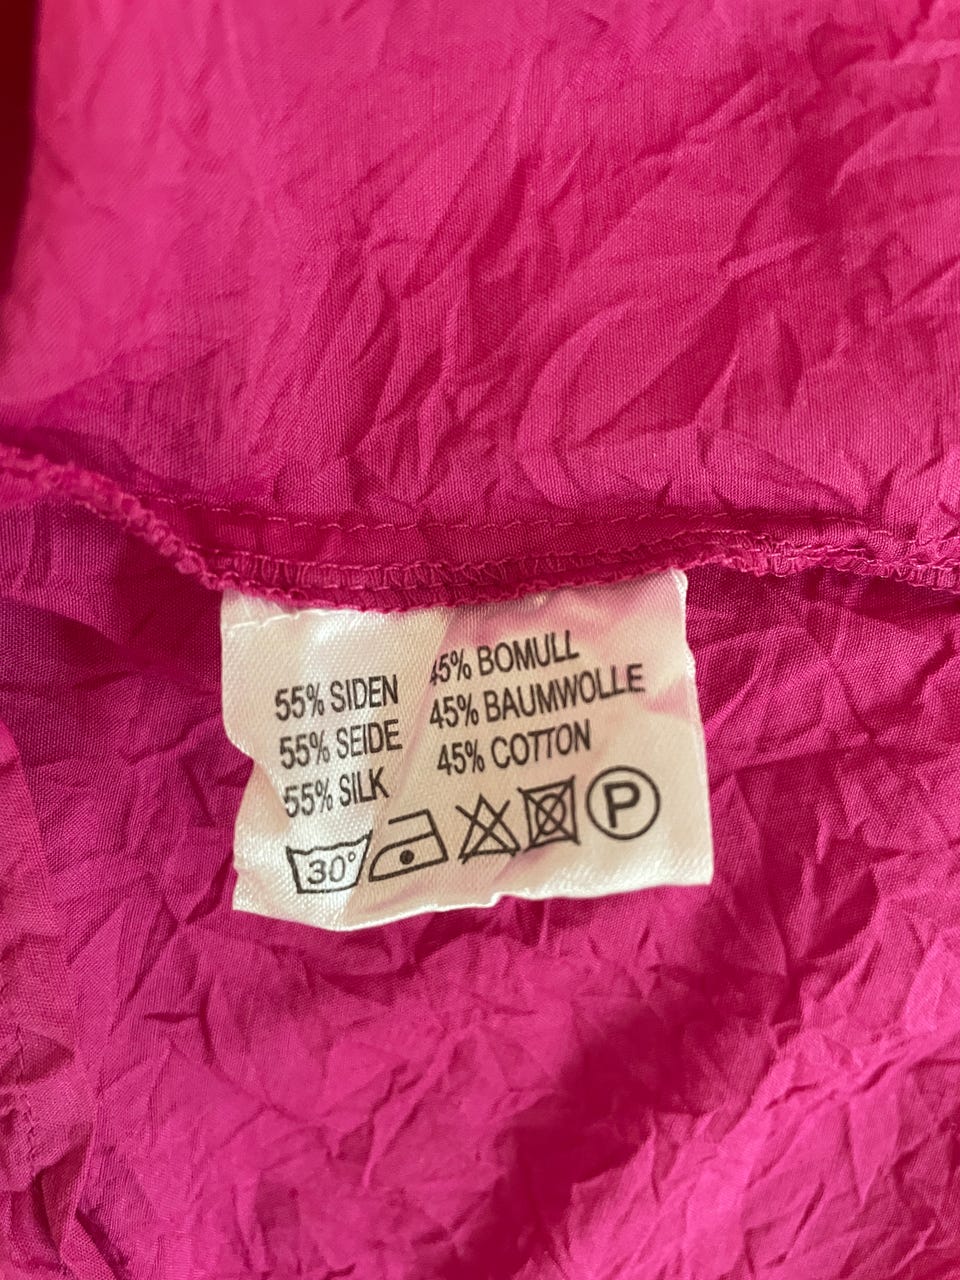 55% SIDEN
55% SEIDE
55% SILK
45% BOMULL
45% BAUMWOLLE
45% COTTON
30°
P